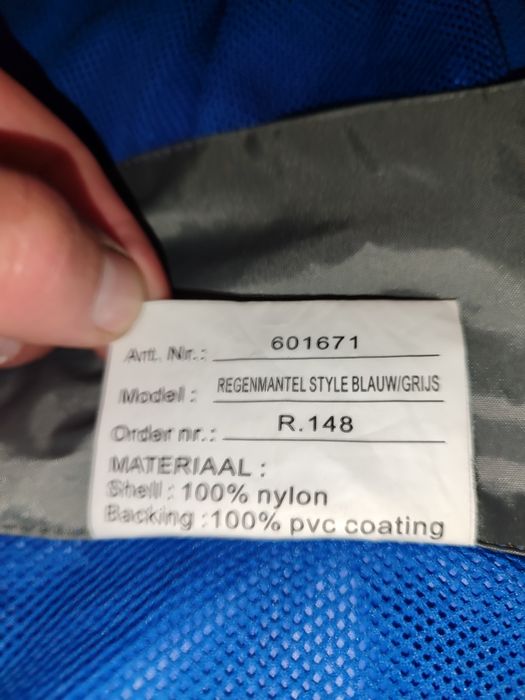 Art. Nr.: 601671
Model : REGENMANTEL STYLE BLAUW/GRIJS
Order nr.: R.148
MATERIAAL :
Shell : 100% nylon
Backing :100% pvc coating